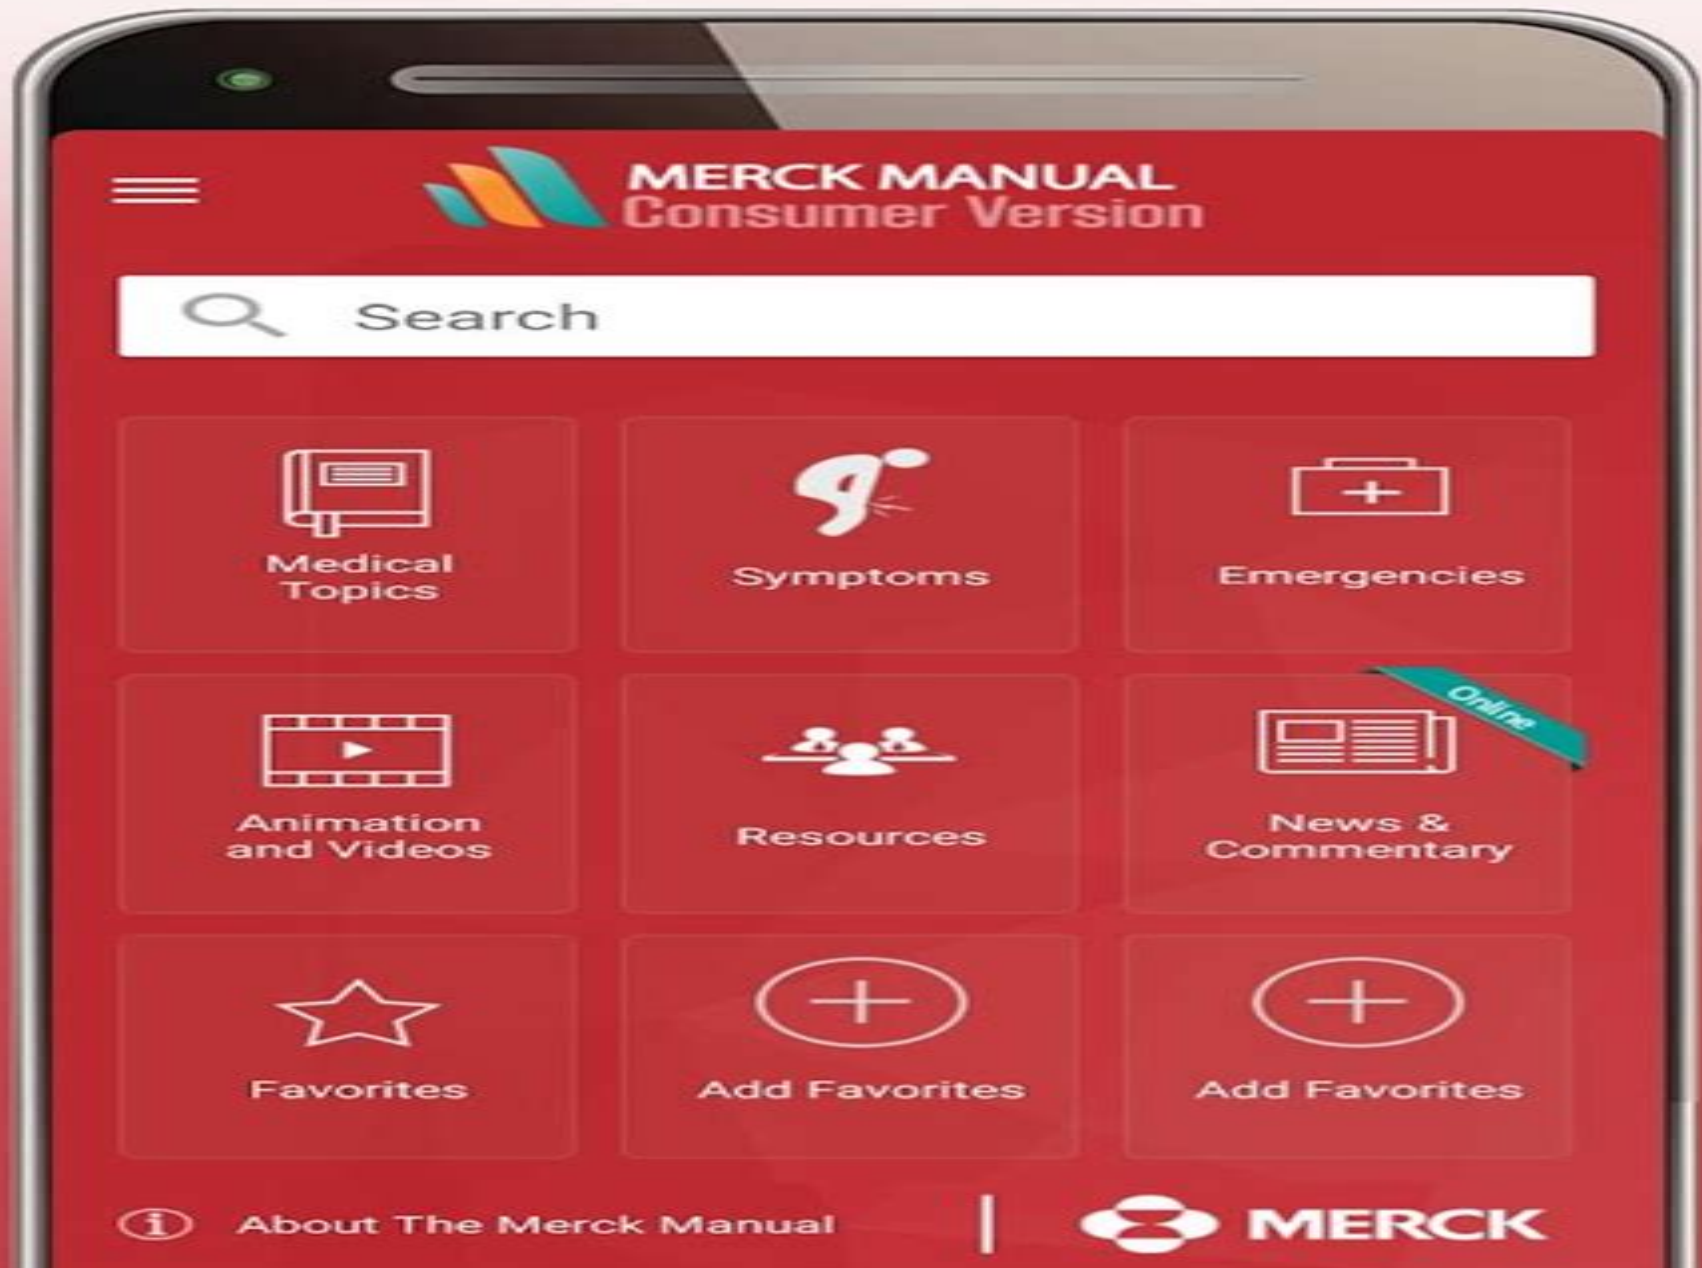 MERCK MANUAL
Consumer Version
Search
Medical
Topics
Symptoms
Emergencies
Animation
and Videos
Resources
Online
News &
Commentary
Favorites
Add Favorites
Add Favorites
About The Merck Manual
MERCK